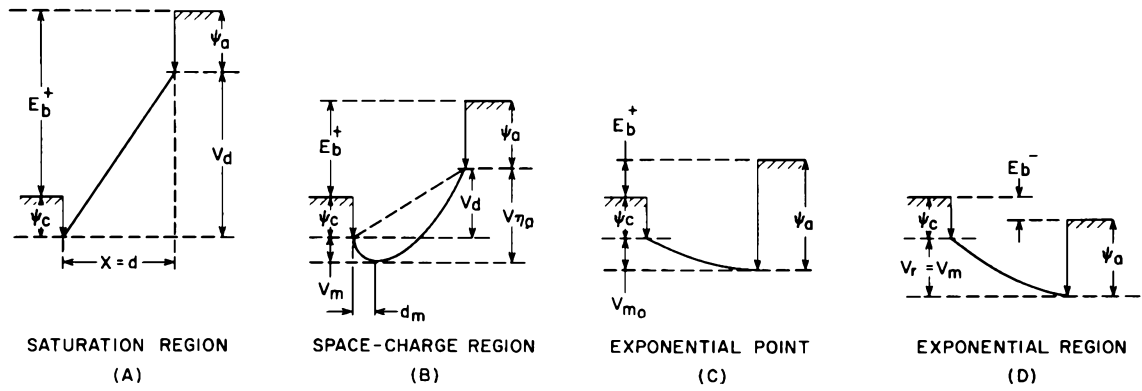 E_b^+
ψ_c
ψ_a
V_d
X = d
SATURATION REGION
(A)
E_b^+
ψ_c
V_m
d_m
V_d
ψ_a
V_ηa
SPACE-CHARGE REGION
(B)
E_b^+
ψ_c
V_mo
ψ_a
EXPONENTIAL POINT
(C)
E_b^-
ψ_c
V_r = V_m
ψ_a
EXPONENTIAL REGION
(D)